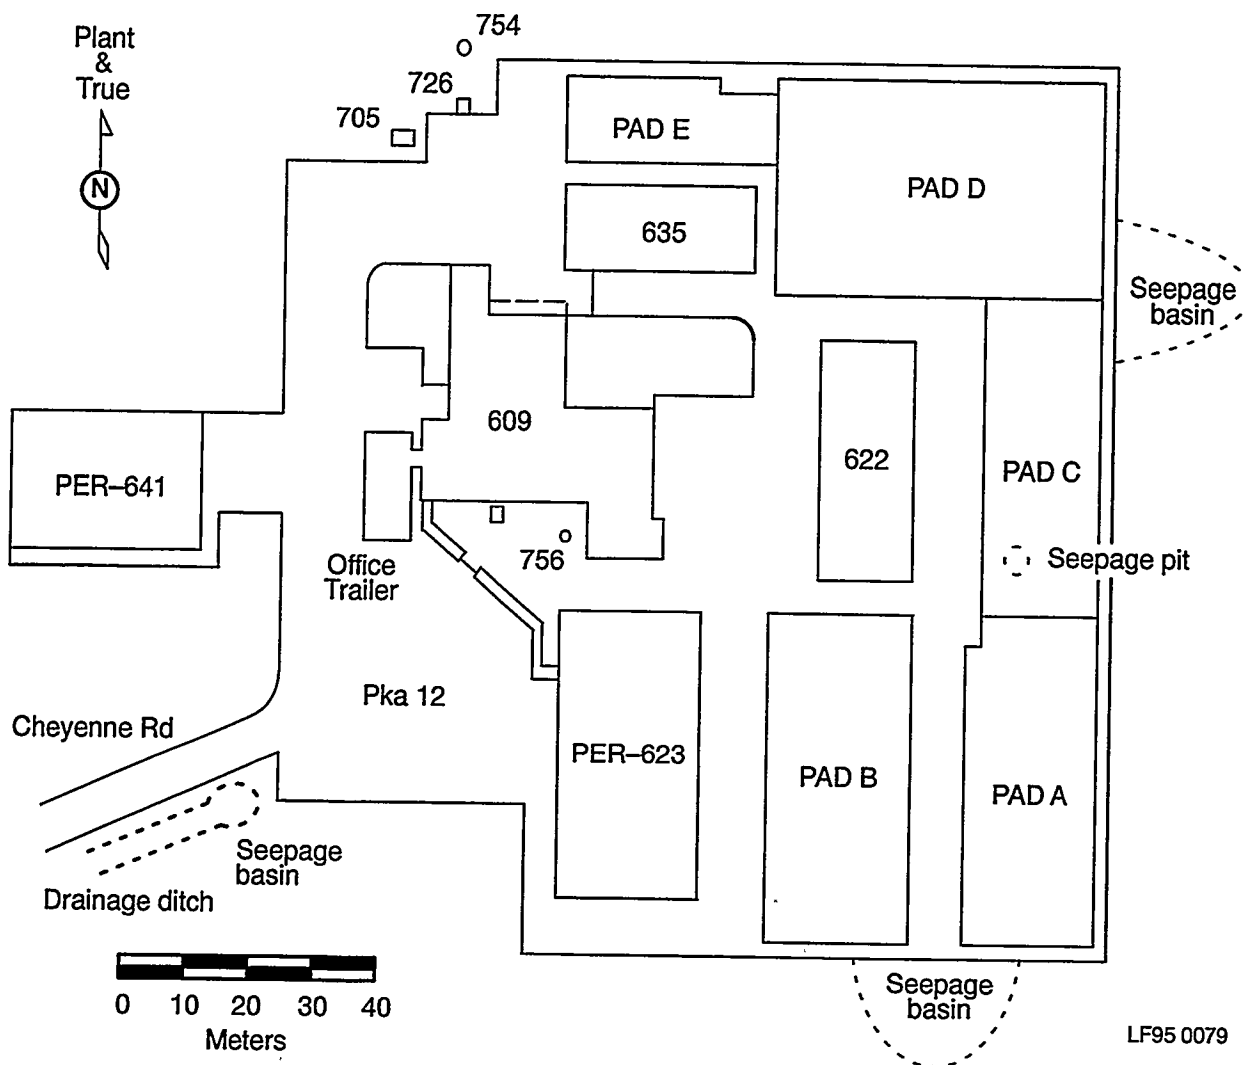 Plant
&
True
N
754
726
705
PAD E
PAD D
635
Seepage
basin
609
622
PAD C
PER–641
756
Seepage pit
Office
Trailer
Pka 12
Cheyenne Rd
PER–623
PAD B
PAD A
Seepage
basin
Drainage ditch
0 10 20 30 40
Meters
Seepage
basin
LF95 0079